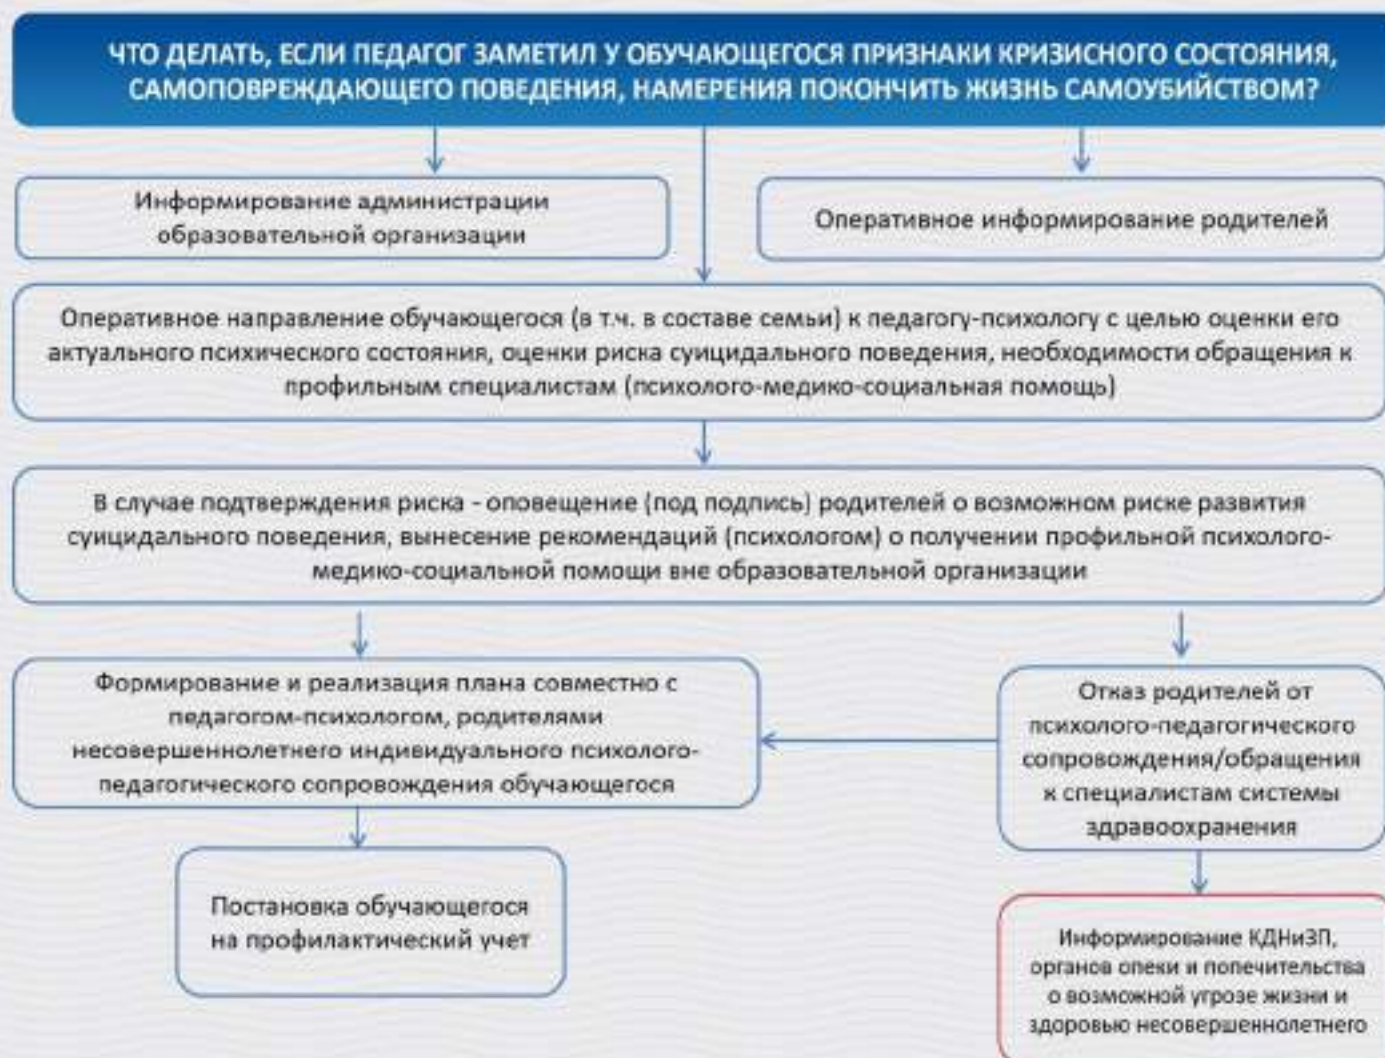 ЧТО ДЕЛАТЬ, ЕСЛИ ПЕДАГОГ ЗАМЕТИЛ У ОБУЧАЮЩЕГОСЯ ПРИЗНАКИ КРИЗИСНОГО СОСТОЯНИЯ,
САМОПОВРЕЖДАЮЩЕГО ПОВЕДЕНИЯ, НАМЕРЕНИЯ ПОКОНЧИТЬ ЖИЗНЬ САМОУБИЙСТВОМ?
Информирование администрации
образовательной организации
Оперативное информирование родителей
Оперативное направление обучающегося (в т.ч. в составе семьи) к педагогу-психологу с целью оценки его
актуального психического состояния, оценки риска суицидального поведения, необходимости обращения к
профильным специалистам (психолого-медико-социальная помощь)
В случае подтверждения риска - оповещение (под подпись) родителей о возможном риске развития
суицидального поведения, вынесение рекомендаций (психологом) о получении профильной психолого-
медико-социальной помощи вне образовательной организации
Формирование и реализация плана совместно с
педагогом-психологом, родителями
несовершеннолетнего индивидуального психолого-
педагогического сопровождения обучающегося
Отказ родителей от
психолого-педагогического
сопровождения/обращения
к специалистам системы
здравоохранения
Постановка обучающегося
на профилактический учет
Информирование КДНиЗП,
органов опеки и попечительства
о возможной угрозе жизни и
здоровью несовершеннолетнего